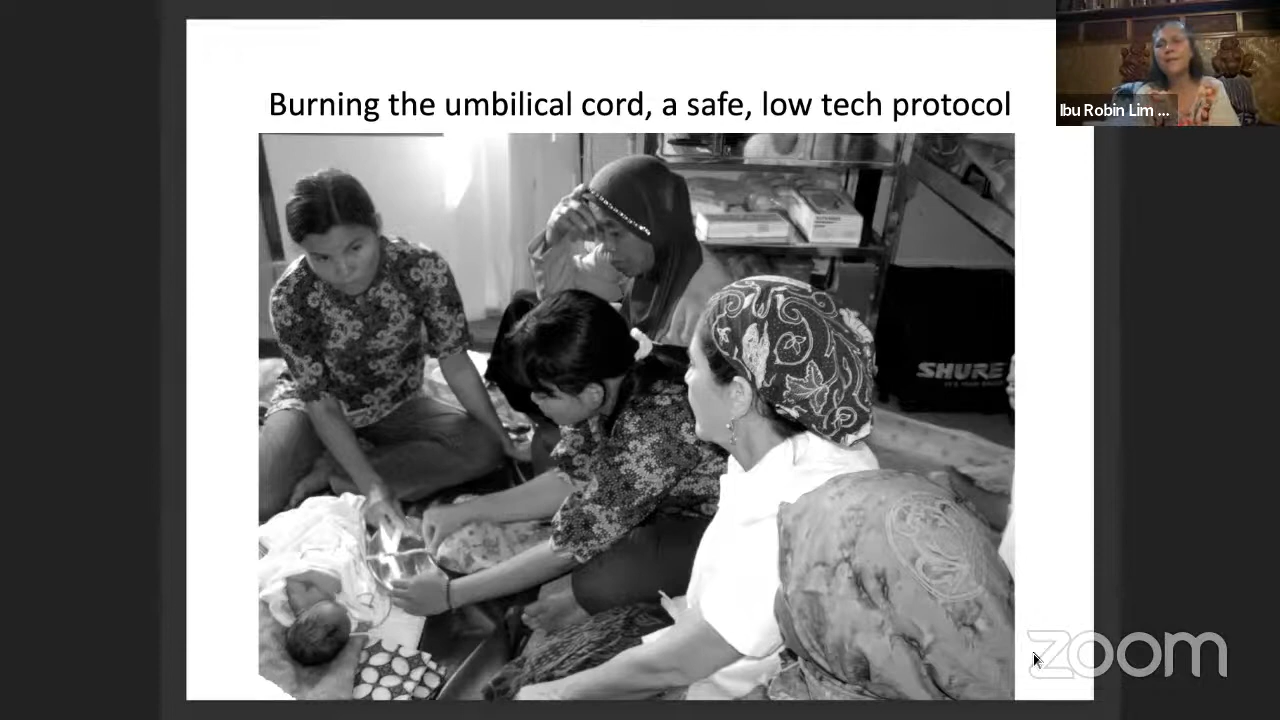 Burning the umbilical cord, a safe, low tech protocol
Ibu Robin Lim ...
SHURE
zoom